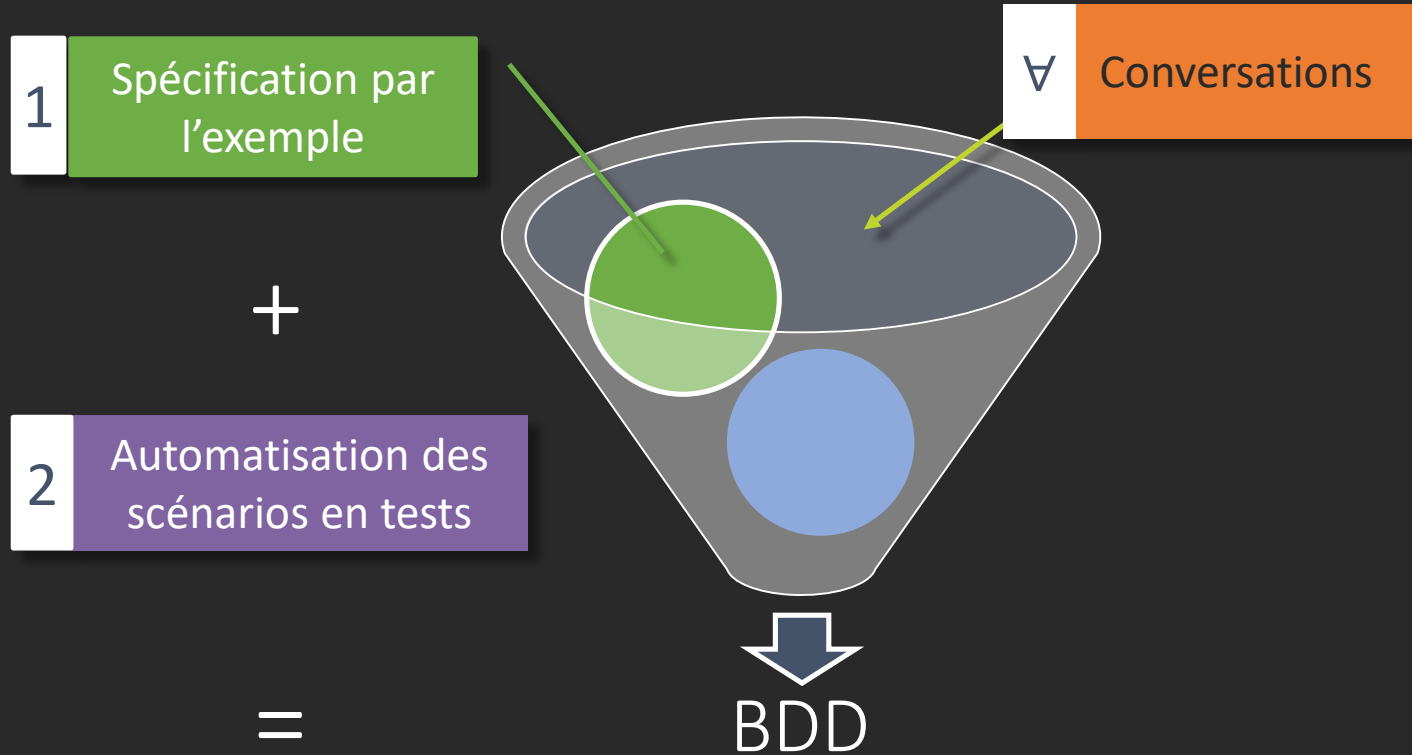 1
Spécification par
l’exemple
∀
Conversations
+
2
Automatisation des
scénarios en tests
=
BDD